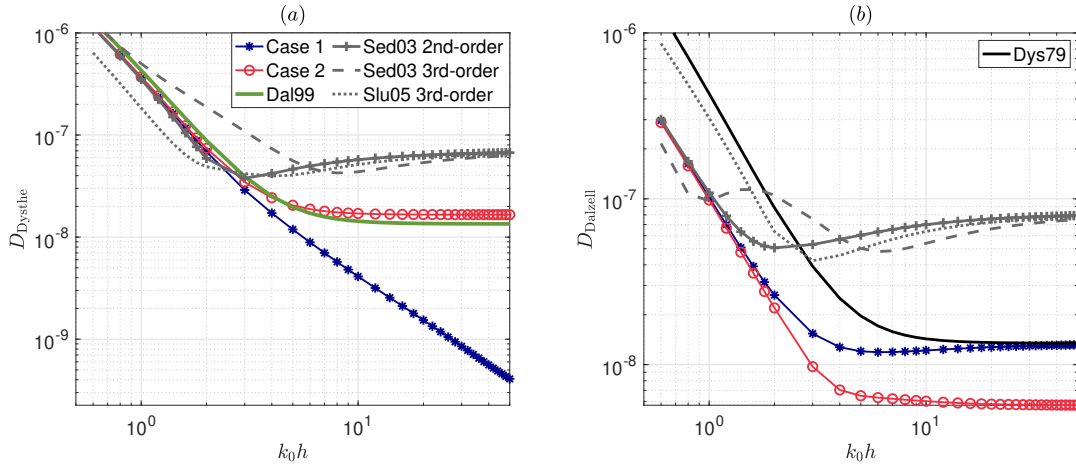 (a)
10^-6
10^-7
10^-8
10^-9
D_Dysthe
Case 1
Case 2
Dal99
Sed03 2nd-order
Sed03 3rd-order
Slu05 3rd-order
10^0
10^1
k_0h
(b)
10^-6
10^-7
10^-8
D_Dalzell
Dys79
10^0
10^1
k_0h